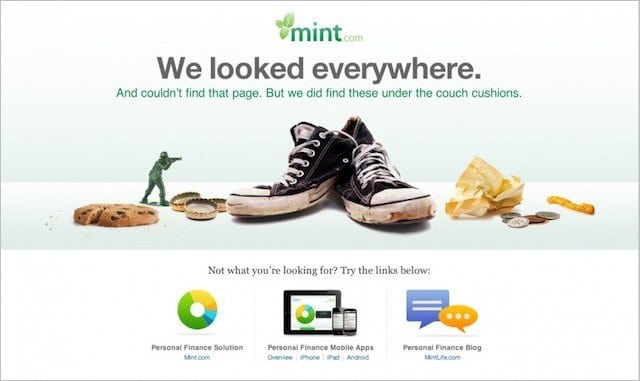 mint.com
We looked everywhere.
And couldn't find that page. But we did find these under the couch cushions.
Not what you're looking for? Try the links below:
Personal Finance Solution
Mint.com
Personal Finance Mobile Apps
Overview | iPhone | iPad | Android
Personal Finance Blog
MintLife.com